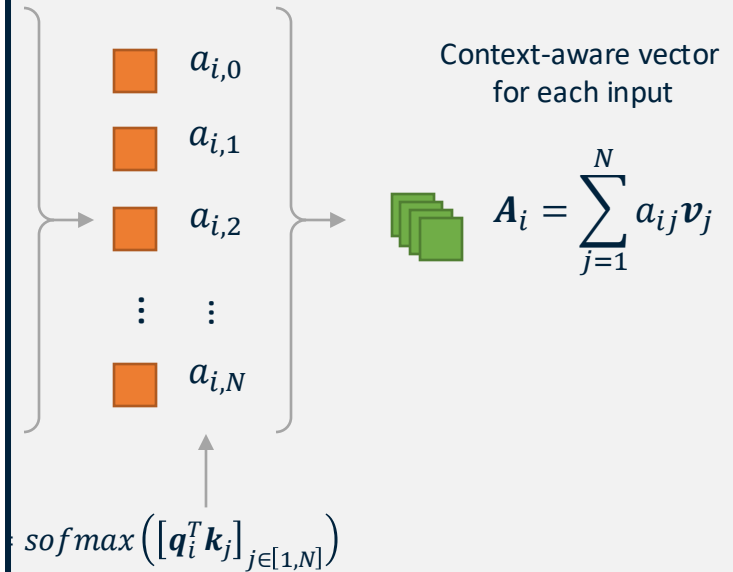 a_{i,0}
a_{i,1}
a_{i,2}
⋮ ⋮
a_{i,N}
= sofmax([q_i^T k_j]_{j∈[1,N]})
Context-aware vector
for each input
A_i = \sum_{j=1}^{N} a_{ij} v_j